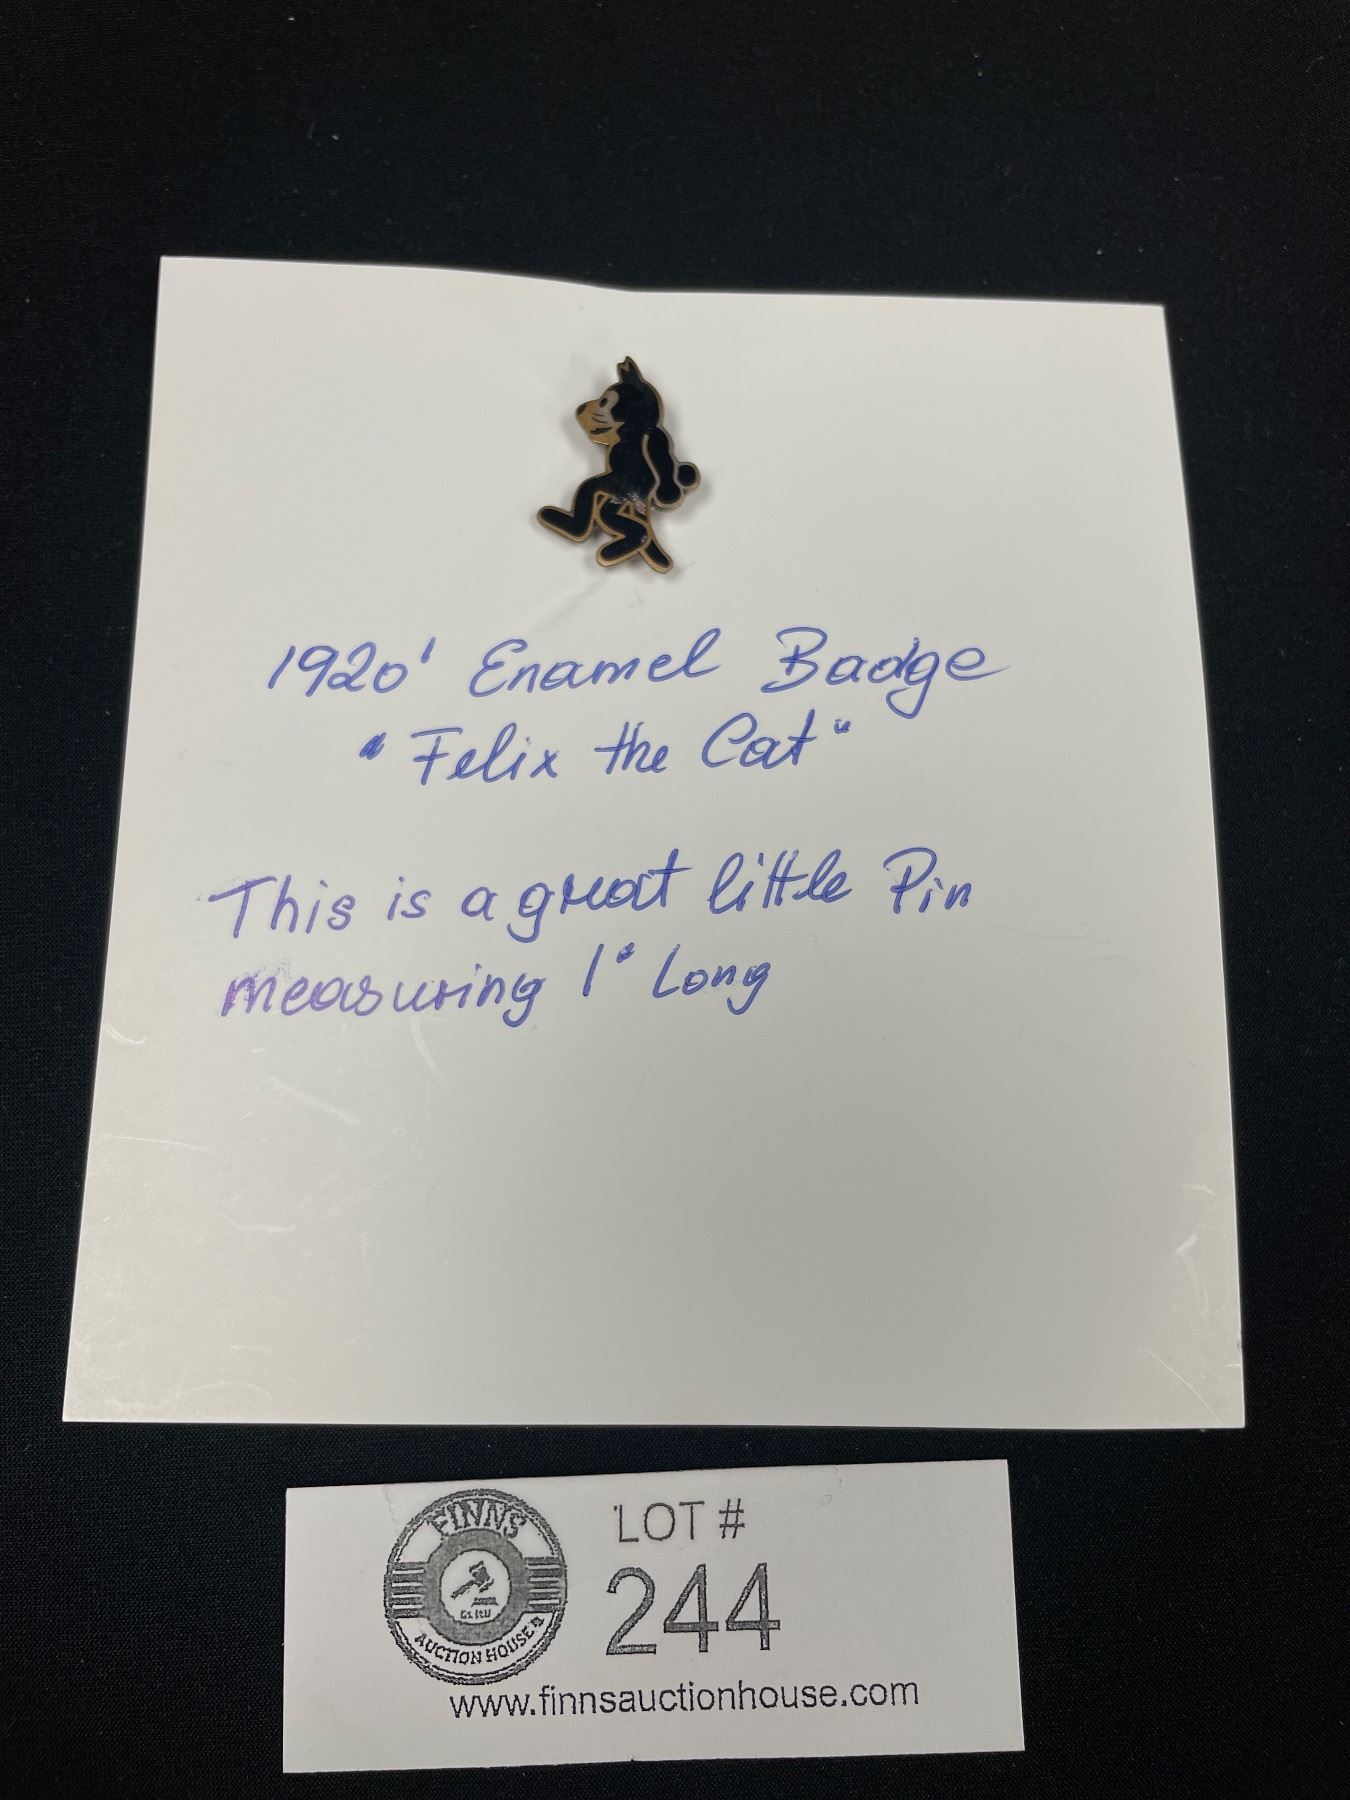 1920' Enamel Badge
"Felix the Cat"
This is a great little Pin
measuring 1" Long
FINNS
AUCTION HOUSE
LOT #
244
www.finnsauctionhouse.com